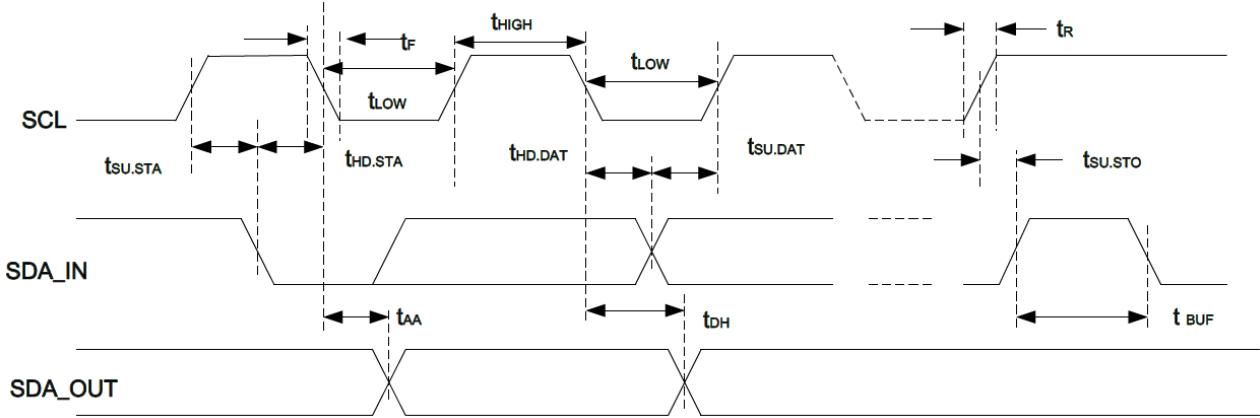 tHIGH
tF
tR
tLOW
tLOW
SCL
tSU.STA
tHD.STA
tHD.DAT
tSU.DAT
tSU.STO
SDA_IN
tAA
tDH
t BUF
SDA_OUT